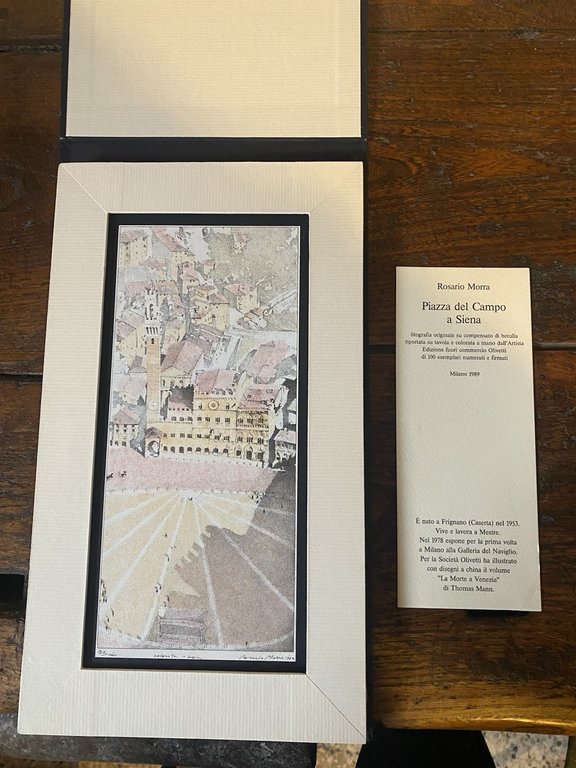 Rosario Morra
Piazza del Campo
a Siena
litografia originale su compensato di betulla
riportata su tavola e colorata a mano dall'Artista
Edizione fuori commercio Olivetti
di 100 esemplari numerati e firmati
Milano 1989
È nato a Frignano (Caserta) nel 1953.
Vive e lavora a Mestre.
Nel 1978 espone per la prima volta
a Milano alla Galleria del Naviglio.
Per la Società Olivetti ha illustrato
con disegni a china il volume
"La Morte a Venezia"
di Thomas Mann.